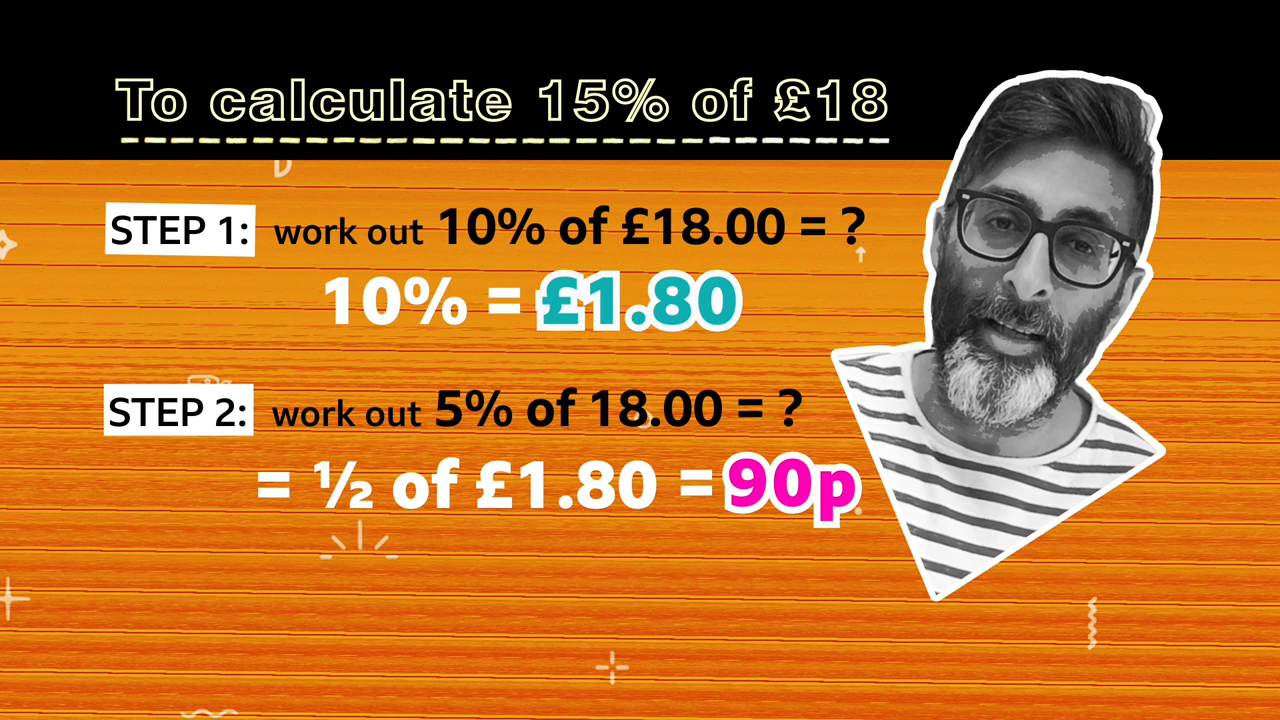 To calculate 15% of £18
STEP 1: work out 10% of £18.00 = ?
10% = £1.80
STEP 2: work out 5% of 18.00 = ?
= ½ of £1.80 = 90p